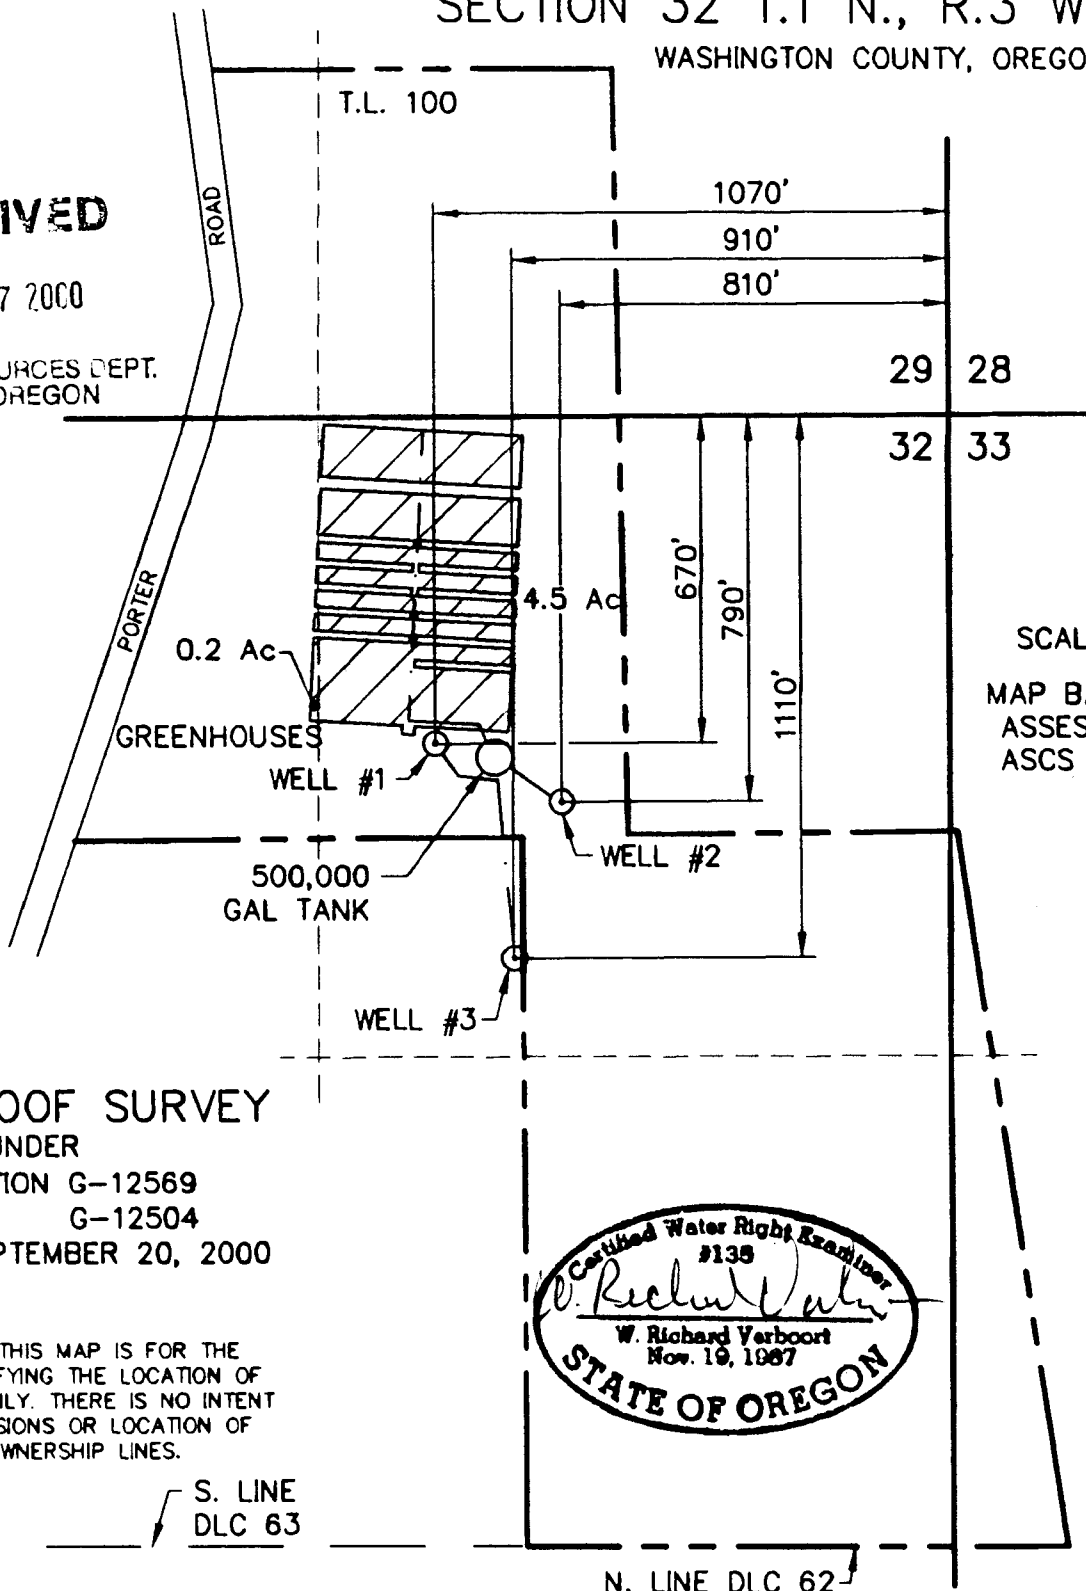 SECTION 32 T.1 N., R.3 W
WASHINGTON COUNTY, OREGO
T.L. 100
IVED
7 2000
URCES DEPT.
OREGON
ROAD
PORTER
1070'
910'
810'
29 28
32 33
670'
790'
1110'
4.5 Ac
0.2 Ac
GREENHOUSES
WELL #1
WELL #2
500,000
GAL TANK
WELL #3
SCAL
MAP B
ASSES
ASCS
OOF SURVEY
UNDER
TION G-12569
G-12504
PTEMBER 20, 2000
THIS MAP IS FOR THE
FYING THE LOCATION OF
NLY. THERE IS NO INTENT
SIONS OR LOCATION OF
WNERSHIP LINES.
S. LINE
DLC 63
N. LINE DLC 62
Certified Water Right Examiner
#135
W. Richard Verboort
Nov. 19, 1987
STATE OF OREGON